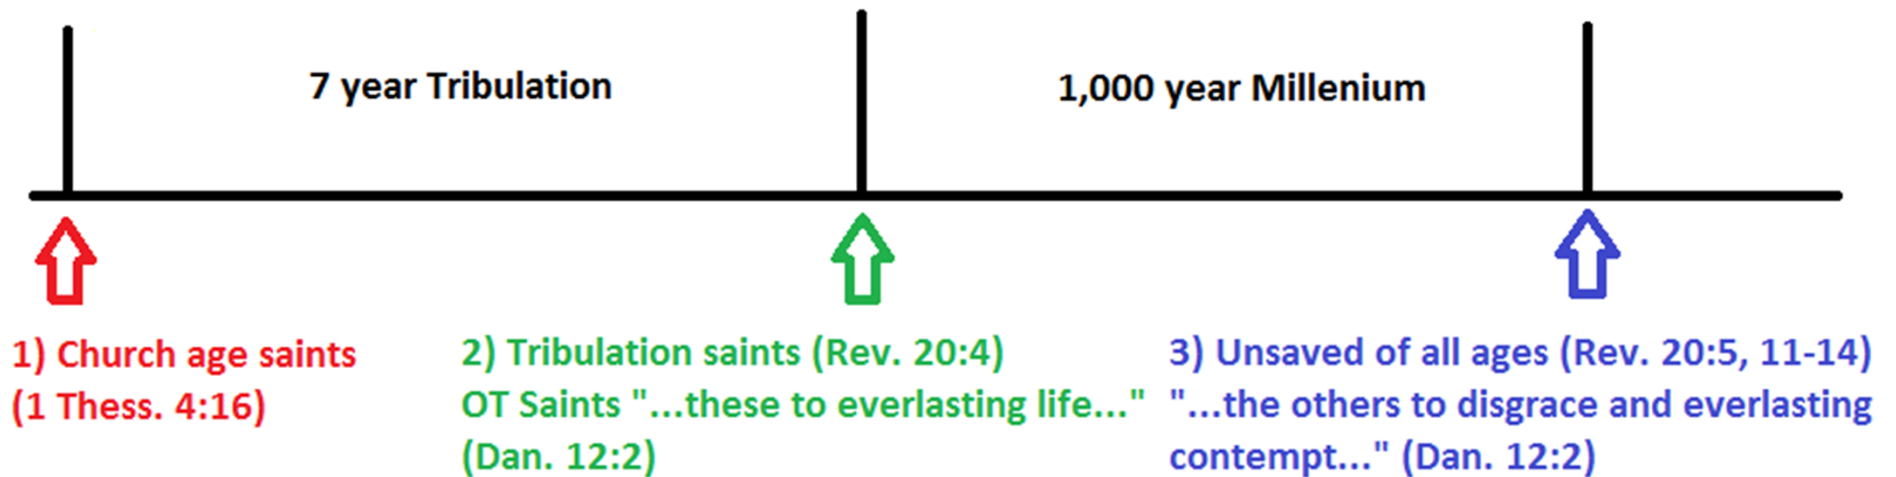 7 year Tribulation
1,000 year Millenium
1) Church age saints
(1 Thess. 4:16)
2) Tribulation saints (Rev. 20:4)
OT Saints "...these to everlasting life..."
(Dan. 12:2)
3) Unsaved of all ages (Rev. 20:5, 11-14)
"...the others to disgrace and everlasting
contempt..." (Dan. 12:2)